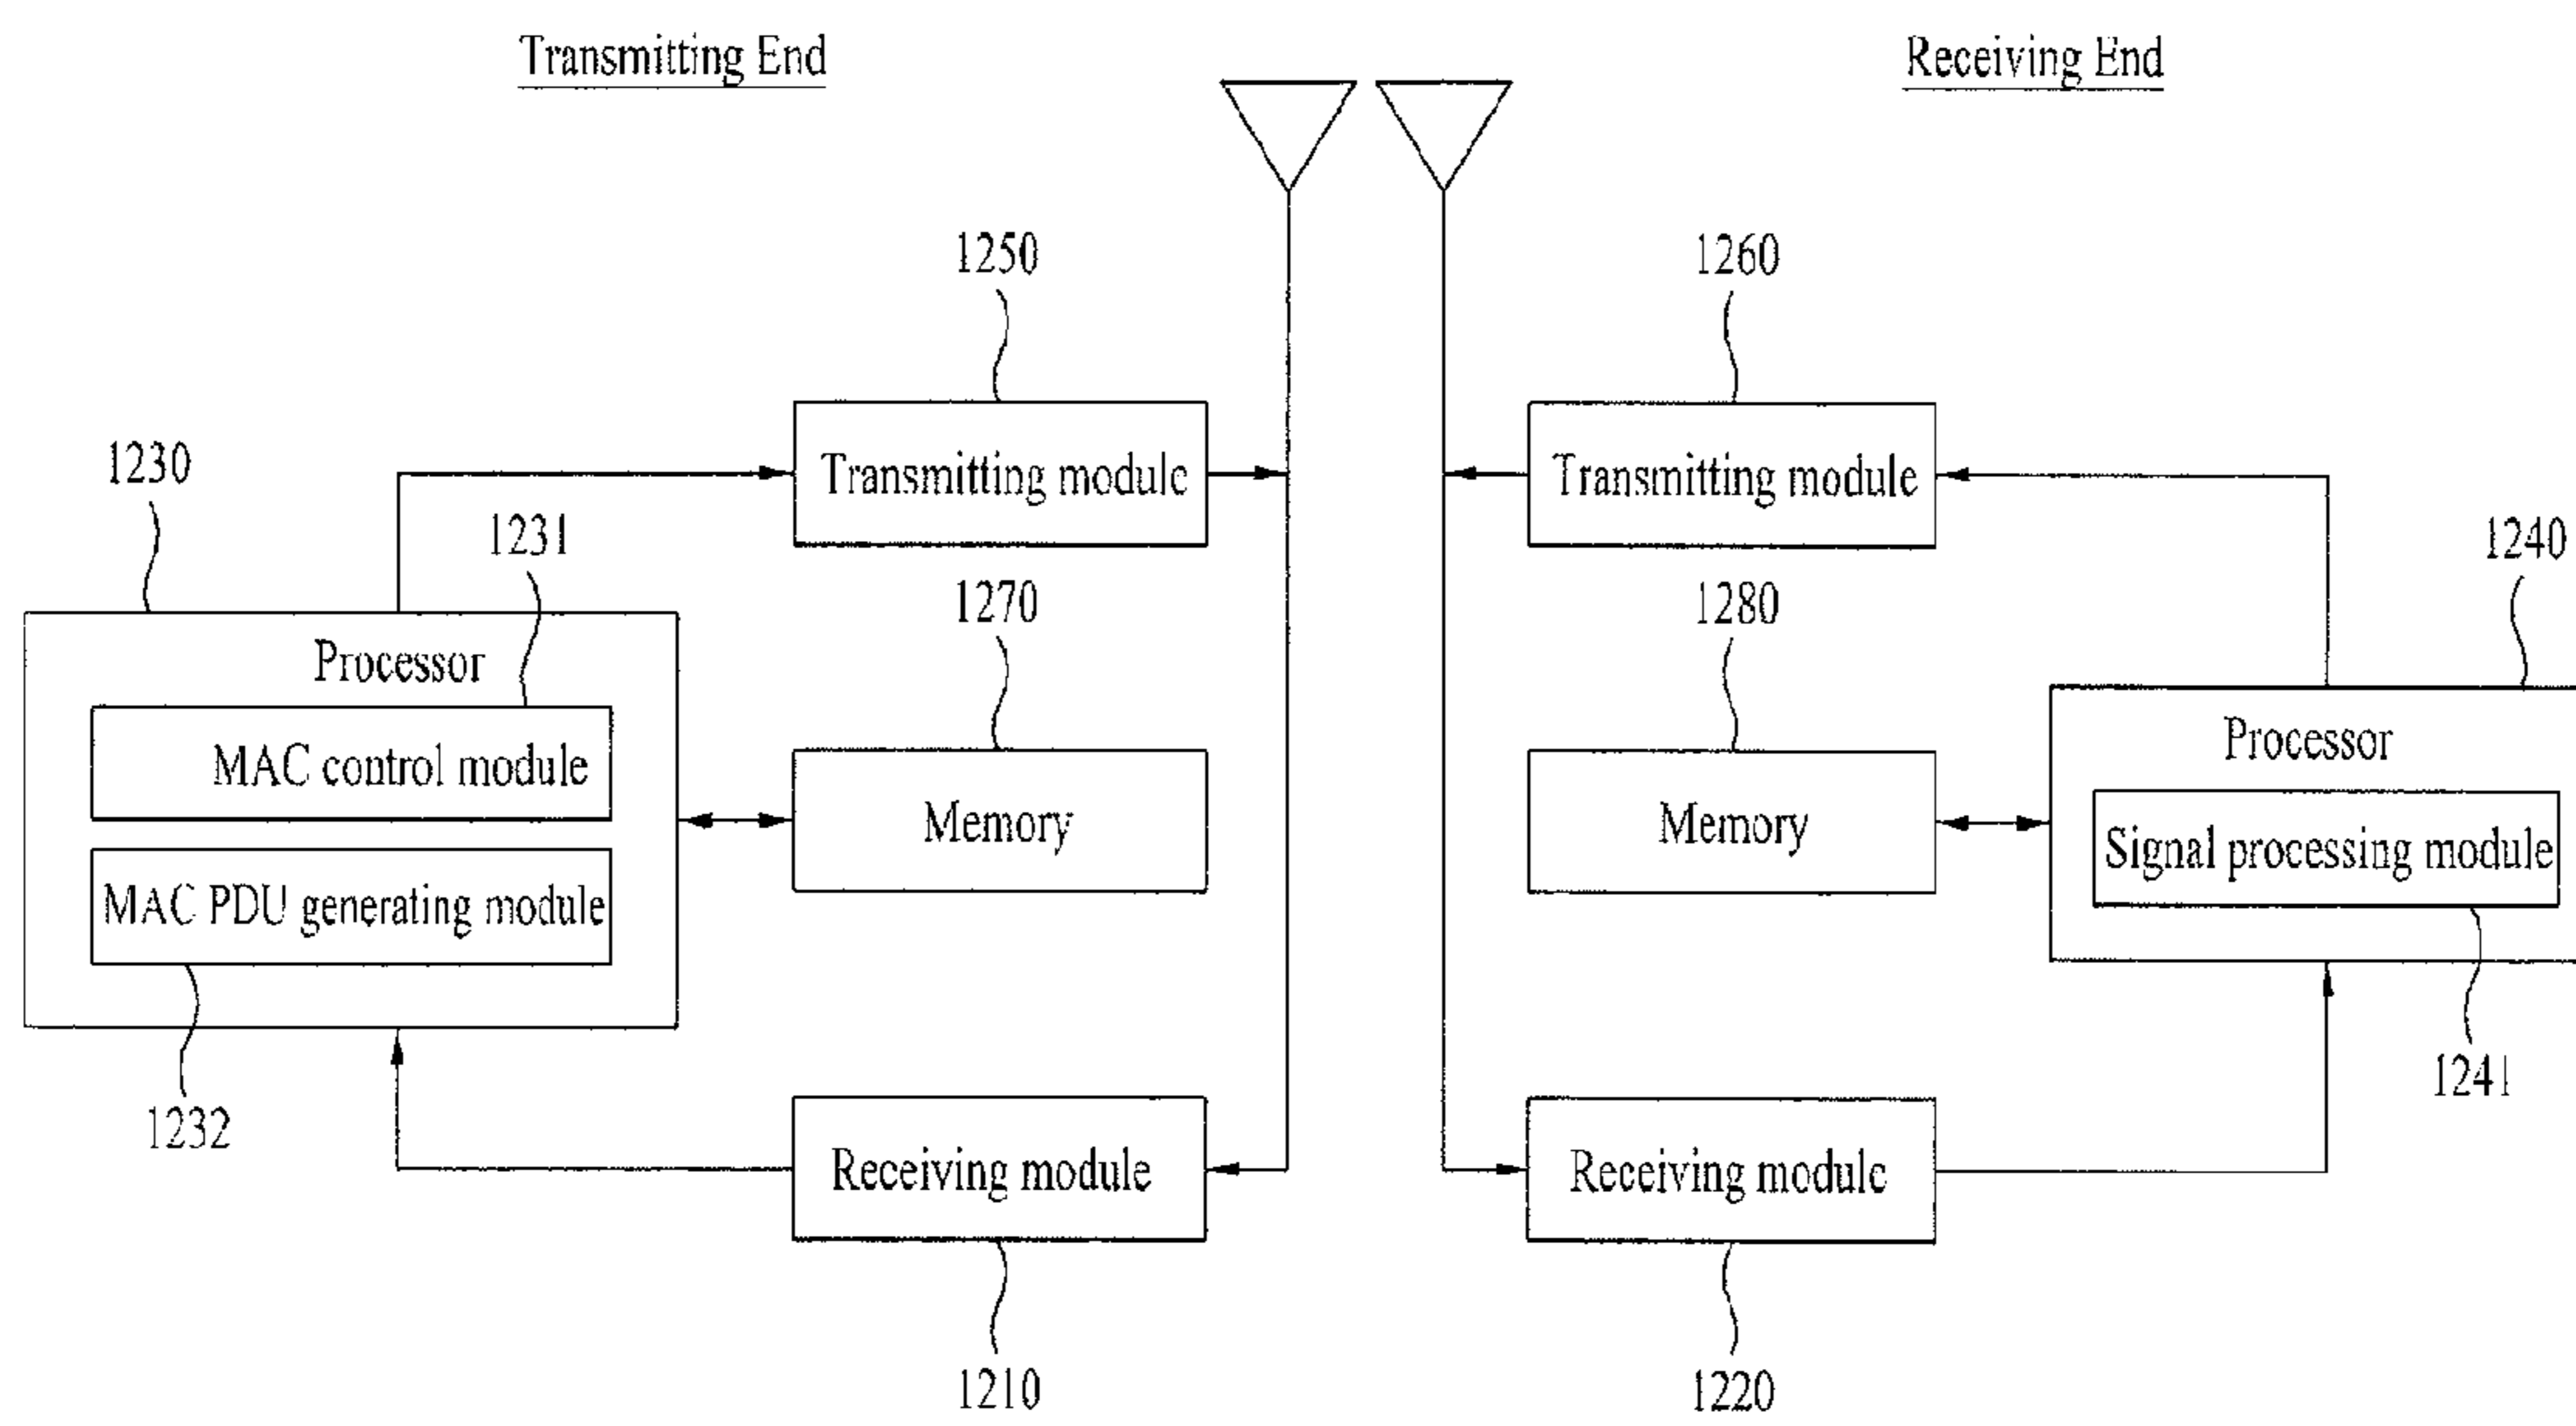 Transmitting End
Receiving End
1250
1260
1230
1231
Transmitting module
Transmitting module
1240
1270
1280
Processor
Processor
MAC control module
Memory
Memory
Signal processing module
MAC PDU generating module
1241
1232
Receiving module
Receiving module
1210
1220